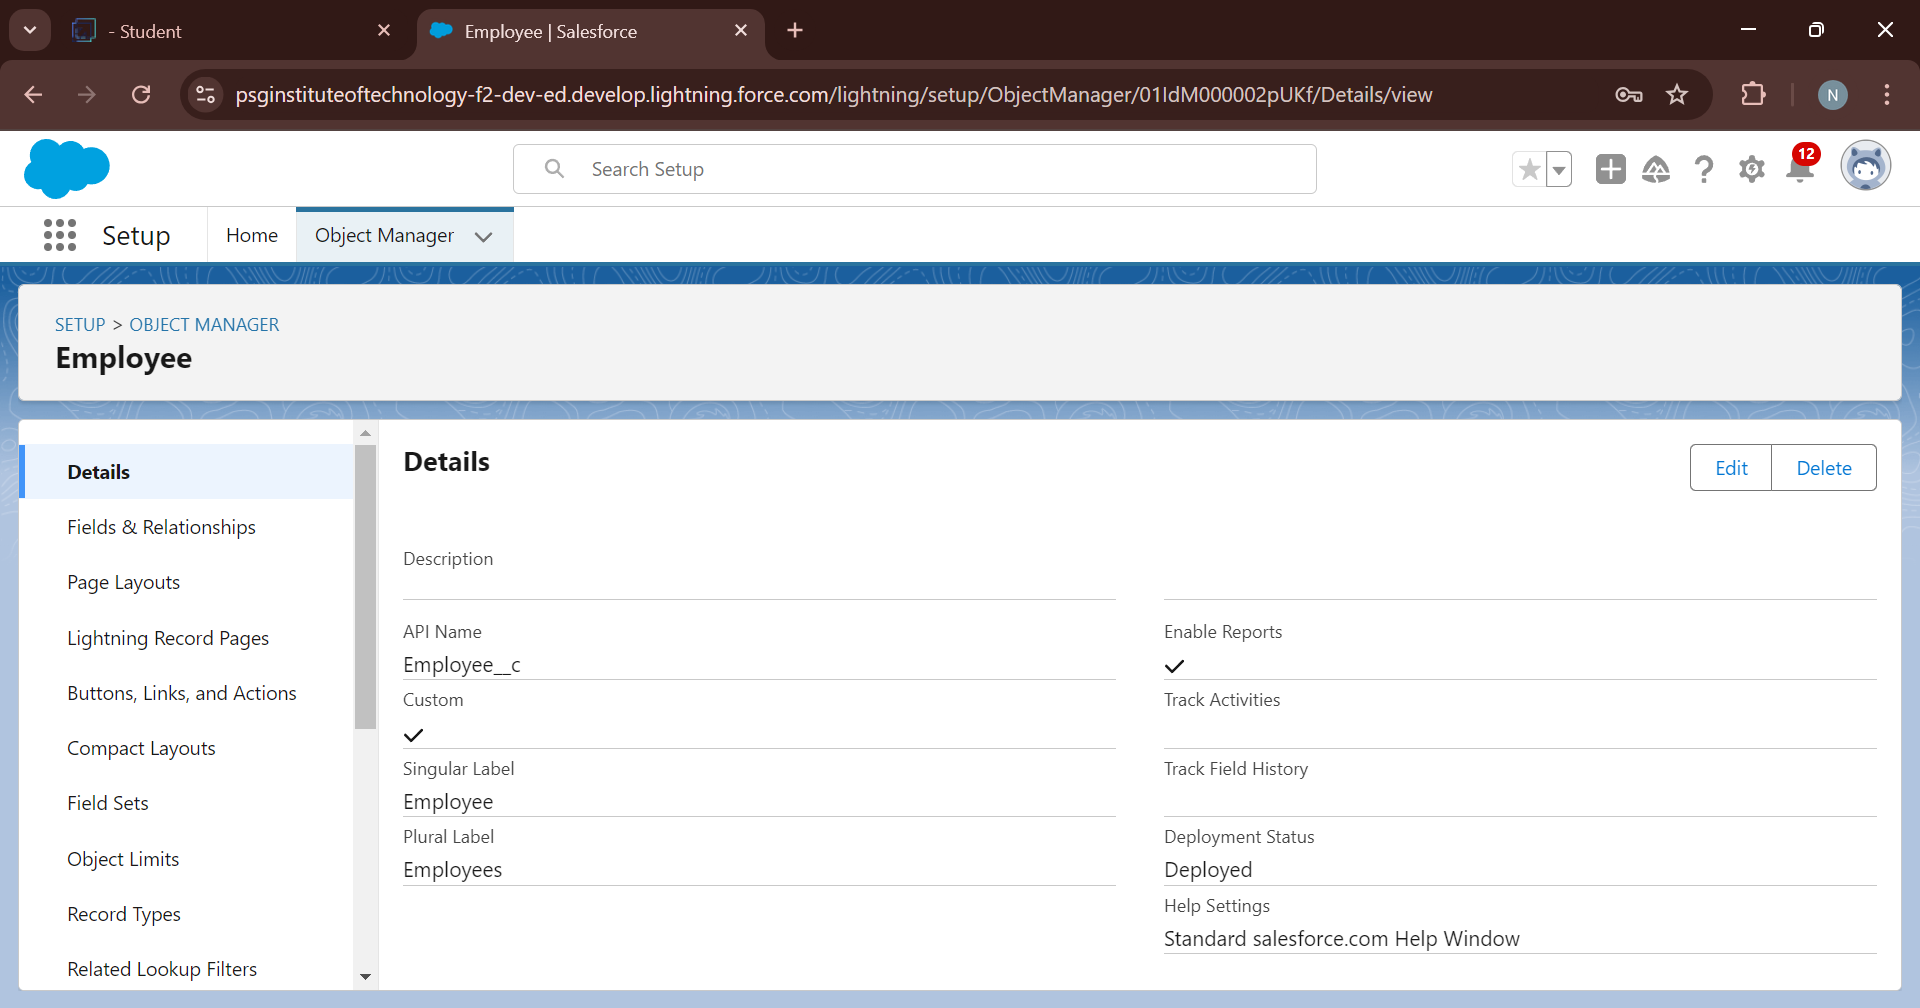 - Student
Employee | Salesforce
psginstituteoftechnology-f2-dev-ed.develop.lightning.force.com/lightning/setup/ObjectManager/01IdM000002pUKf/Details/view
N
Search Setup
12
Setup
Home
Object Manager
SETUP > OBJECT MANAGER
Employee
Details
Fields & Relationships
Page Layouts
Lightning Record Pages
Buttons, Links, and Actions
Compact Layouts
Field Sets
Object Limits
Record Types
Related Lookup Filters
Details
Edit
Delete
Description
API Name
Employee__c
Custom
Singular Label
Employee
Plural Label
Employees
Enable Reports
Track Activities
Track Field History
Deployment Status
Deployed
Help Settings
Standard salesforce.com Help Window